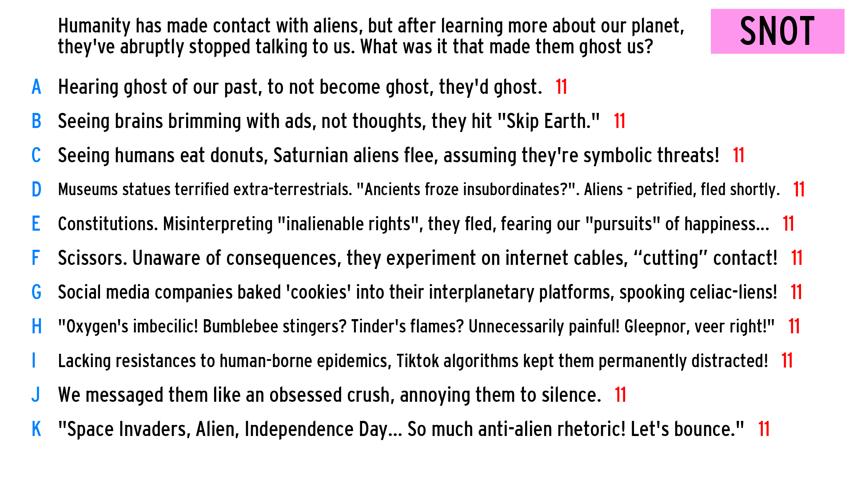 Humanity has made contact with aliens, but after learning more about our planet,
they've abruptly stopped talking to us. What was it that made them ghost us?
SNOT
A Hearing ghost of our past, to not become ghost, they'd ghost. 11
B Seeing brains brimming with ads, not thoughts, they hit "Skip Earth." 11
C Seeing humans eat donuts, Saturnian aliens flee, assuming they're symbolic threats! 11
D Museums statues terrified extra-terrestrials. "Ancients froze insubordinates?". Aliens - petrified, fled shortly. 11
E Constitutions. Misinterpreting "inalienable rights", they fled, fearing our "pursuits" of happiness... 11
F Scissors. Unaware of consequences, they experiment on internet cables, “cutting” contact! 11
G Social media companies baked 'cookies' into their interplanetary platforms, spooking celiac-liens! 11
H "Oxygen's imbecilic! Bumblebee stingers? Tinder's flames? Unnecessarily painful! Gleepnor, veer right!" 11
I Lacking resistances to human-borne epidemics, Tiktok algorithms kept them permanently distracted! 11
J We messaged them like an obsessed crush, annoying them to silence. 11
K "Space Invaders, Alien, Independence Day... So much anti-alien rhetoric! Let's bounce." 11